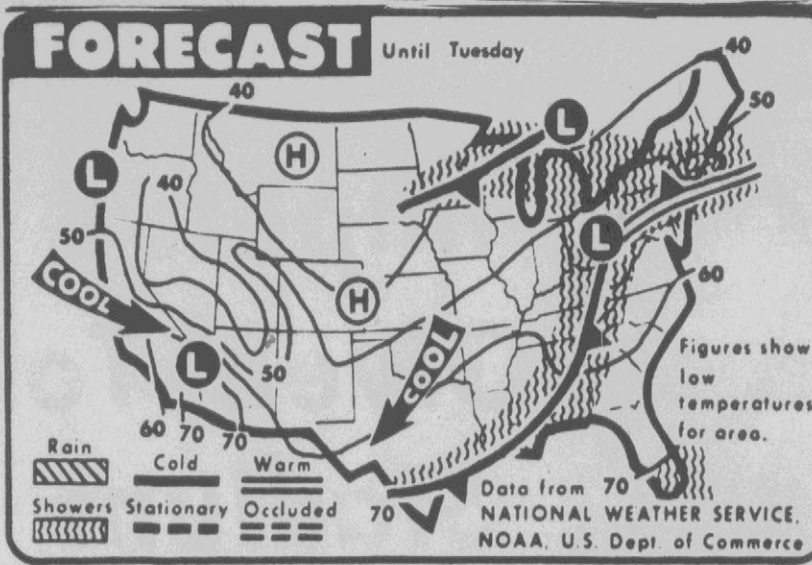 FORECAST Until Tuesday
40
40
50
L
H
L
40
50
L
COOL
H
60
COOL
L
50
Figures show
low
temperatures
for area.
60 70 70
Rain
Cold Warm
Showers Stationary Occluded
70
Data from 70
NATIONAL WEATHER SERVICE,
NOAA, U.S. Dept. of Commerce